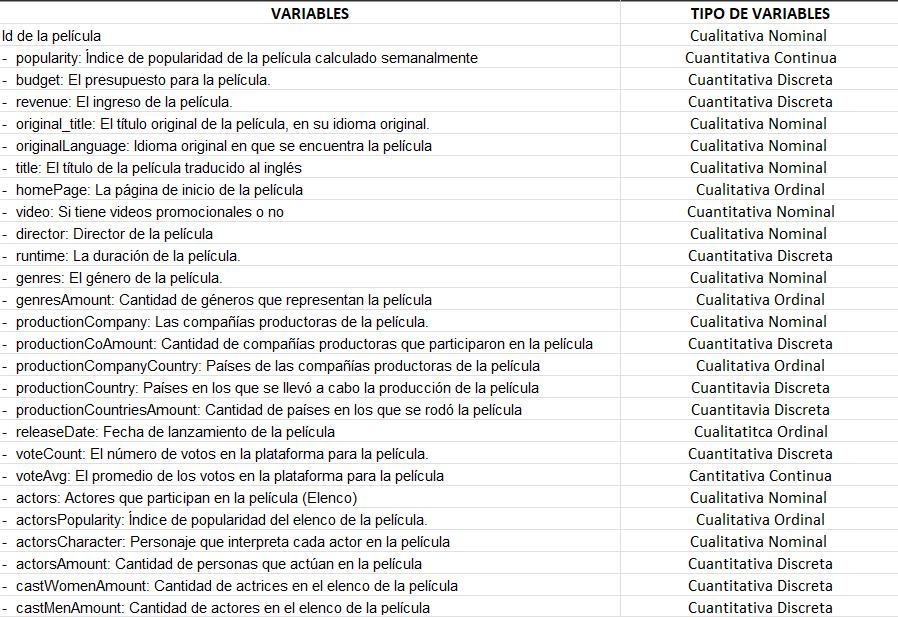 VARIABLES TIPO DE VARIABLES
Id de la película Cualitativa Nominal
- popularity: Índice de popularidad de la película calculado semanalmente Cuantitativa Continua
- budget: El presupuesto para la película. Cuantitativa Discreta
- revenue: El ingreso de la película. Cuantitativa Discreta
- original_title: El título original de la película, en su idioma original. Cualitativa Nominal
- originalLanguage: Idioma original en que se encuentra la película Cualitativa Nominal
- title: El título de la película traducido al inglés Cualitativa Nominal
- homePage: La página de inicio de la película Cualitativa Ordinal
- video: Si tiene videos promocionales o no Cuantitativa Nominal
- director: Director de la película Cualitativa Nominal
- runtime: La duración de la película. Cuantitativa Discreta
- genres: El género de la película. Cualitativa Nominal
- genresAmount: Cantidad de géneros que representan la película Cualitativa Ordinal
- productionCompany: Las compañías productoras de la película. Cualitativa Nominal
- productionCoAmount: Cantidad de compañías productoras que participaron en la película Cuantitativa Discreta
- productionCompanyCountry: Países de las compañías productoras de la película Cualitativa Ordinal
- productionCountry: Países en los que se llevó a cabo la producción de la película Cuantitavia Discreta
- productionCountriesAmount: Cantidad de países en los que se rodó la película Cuantitavia Discreta
- releaseDate: Fecha de lanzamiento de la película Cualitatitca Ordinal
- voteCount: El número de votos en la plataforma para la película. Cuantitativa Discreta
- voteAvg: El promedio de los votos en la plataforma para la película Cantitativa Continua
- actors: Actores que participan en la película (Elenco) Cualitativa Nominal
- actorsPopularity: Índice de popularidad del elenco de la película. Cualitativa Ordinal
- actorsCharacter: Personaje que interpreta cada actor en la película Cualitativa Nominal
- actorsAmount: Cantidad de personas que actúan en la película Cuantitativa Discreta
- castWomenAmount: Cantidad de actrices en el elenco de la película Cuantitativa Discreta
- castMenAmount: Cantidad de actores en el elenco de la película Cuantitativa Discreta